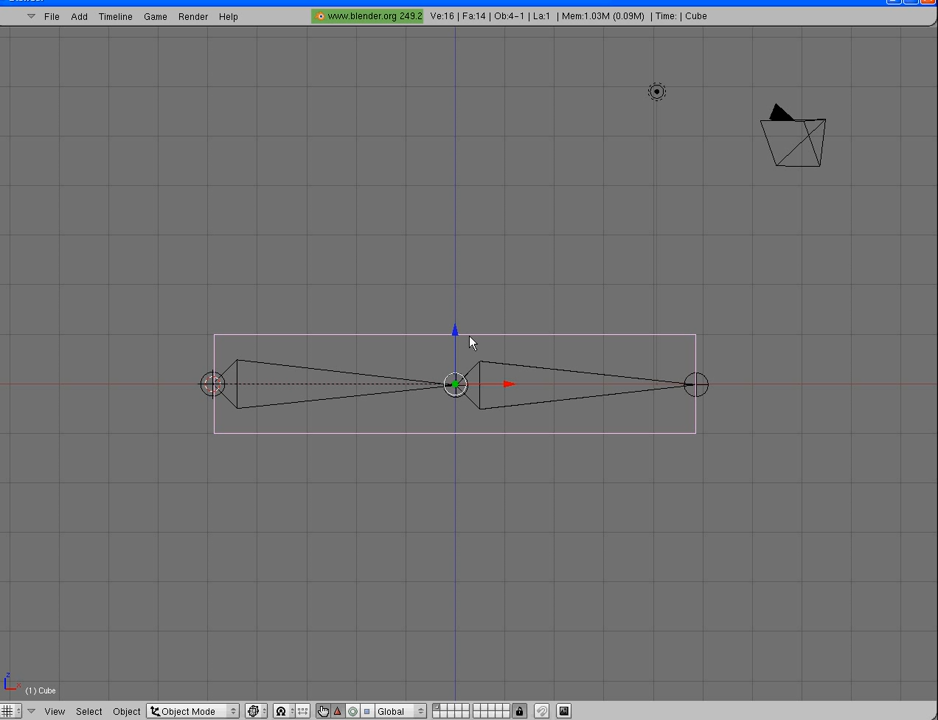 File Add Timeline Game Render Help www.blender.org 249.2 Ve:16 | Fa:14 | Ob:4-1 | La:1 | Mem:1.03M (0.09M) | Time: | Cube
z
(1) Cube
View Select Object Object Mode Global